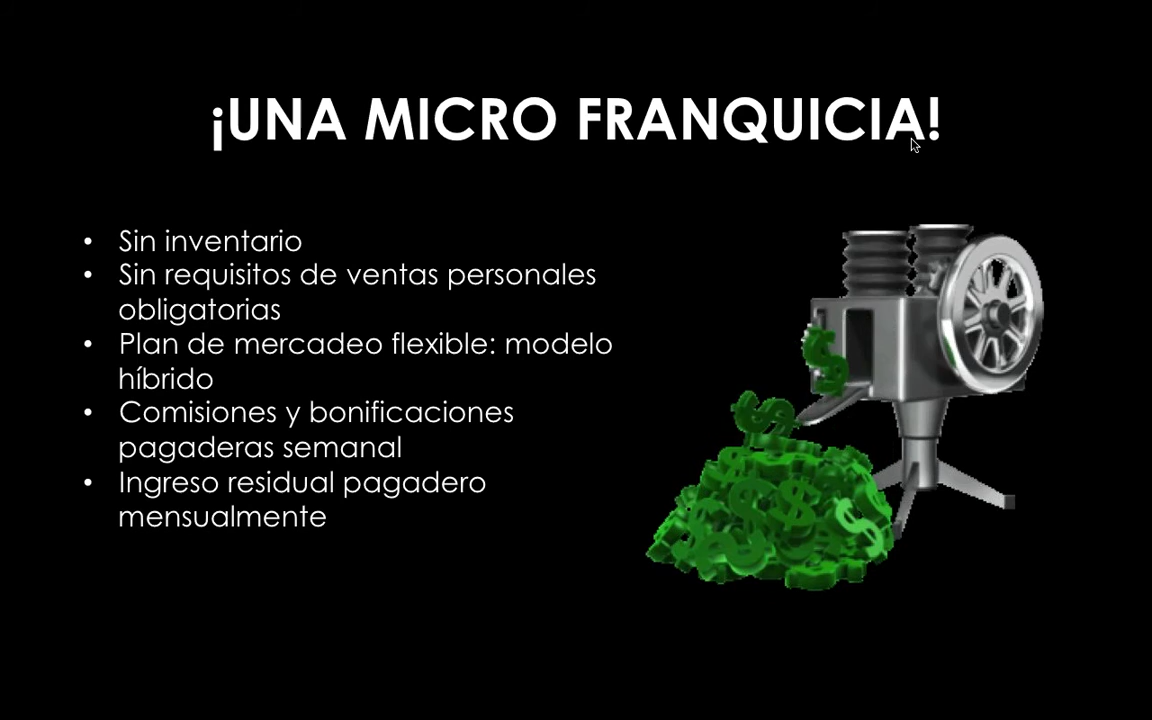 ¡UNA MICRO FRANQUICIA!
• Sin inventario
• Sin requisitos de ventas personales
obligatorias
• Plan de mercadeo flexible: modelo
híbrido
• Comisiones y bonificaciones
pagaderas semanal
• Ingreso residual pagadero
mensualmente